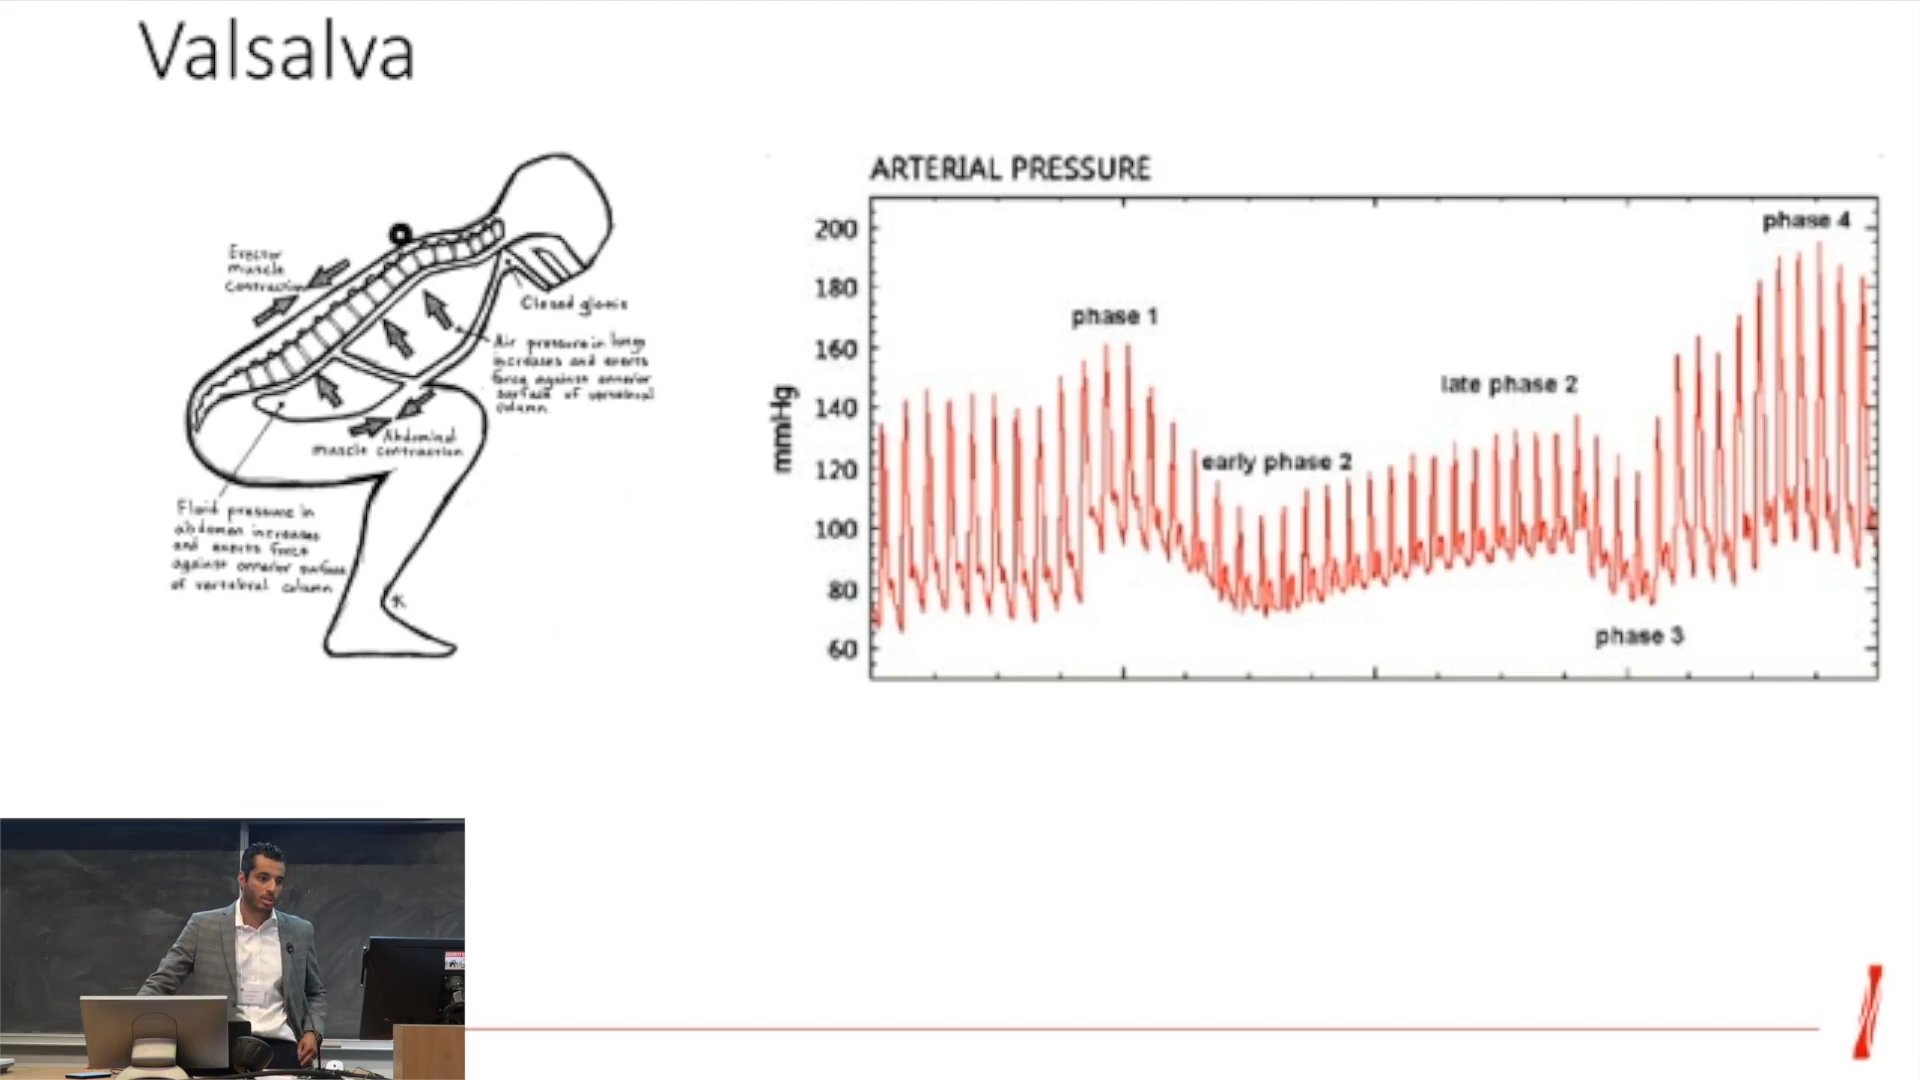 Valsalva
Erector
muscle
contraction
Closed glottis
Air pressure in lungs
increases and exerts
force against anterior
surface of vertebral
column
Abdominal
muscle contraction
Fluid pressure in
abdomen increases
and exerts force
against anterior surface
of vertebral column
ARTERIAL PRESSURE
mmHg
200
180
160
140
120
100
80
60
phase 1
early phase 2
late phase 2
phase 3
phase 4